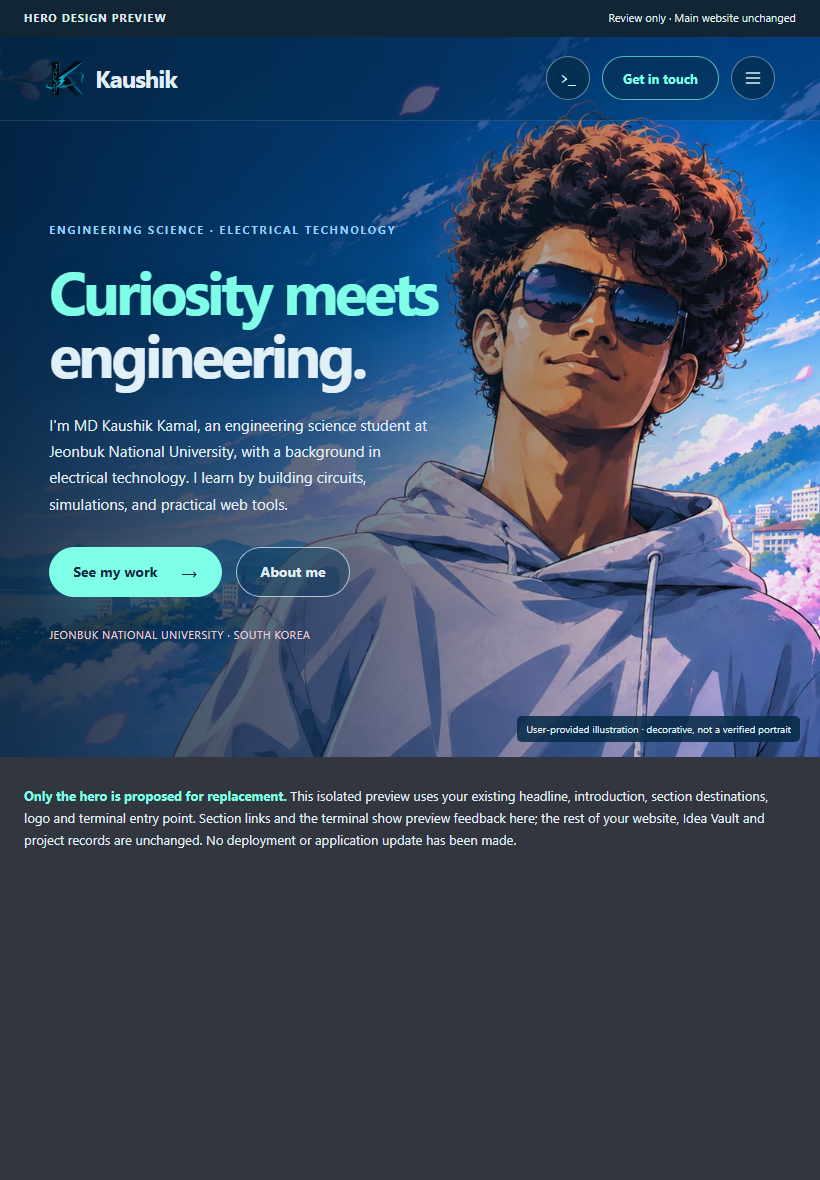 HERO DESIGN PREVIEW
Review only · Main website unchanged
Kaushik
>_
Get in touch
ENGINEERING SCIENCE · ELECTRICAL TECHNOLOGY
Curiosity meets
engineering.
I'm MD Kaushik Kamal, an engineering science student at
Jeonbuk National University, with a background in
electrical technology. I learn by building circuits,
simulations, and practical web tools.
See my work →
About me
JEONBUK NATIONAL UNIVERSITY · SOUTH KOREA
User-provided illustration · decorative, not a verified portrait
Only the hero is proposed for replacement. This isolated preview uses your existing headline, introduction, section destinations,
logo and terminal entry point. Section links and the terminal show preview feedback here; the rest of your website, Idea Vault and
project records are unchanged. No deployment or application update has been made.